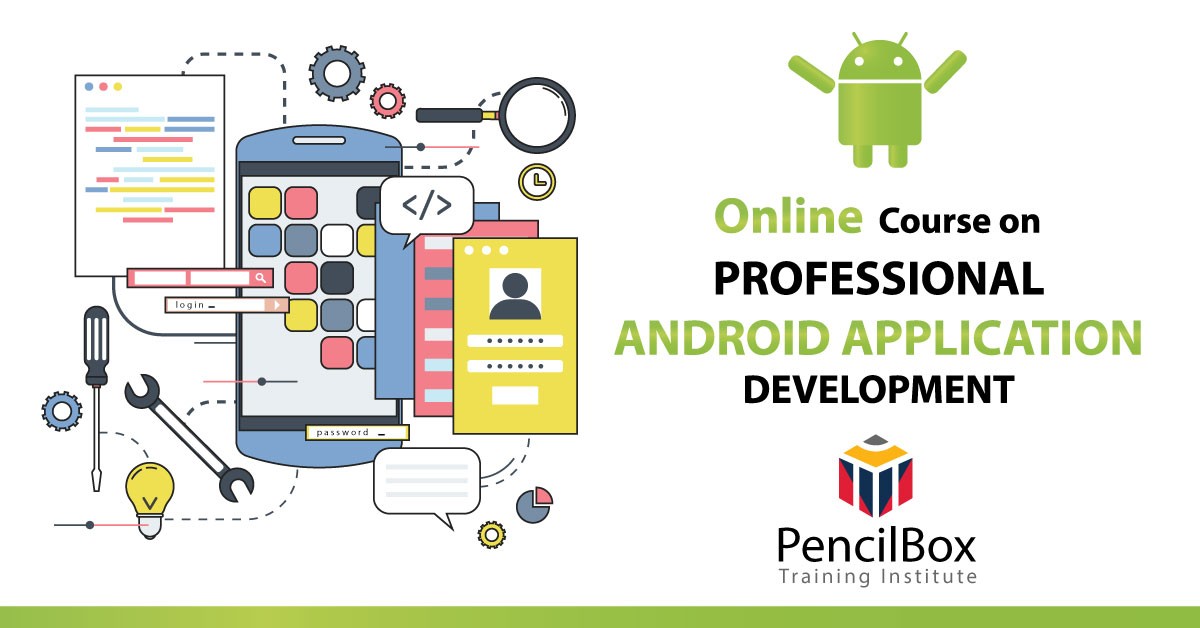 </>
login _
password _
Online Course on
PROFESSIONAL
ANDROID APPLICATION
DEVELOPMENT
PencilBox
Training Institute